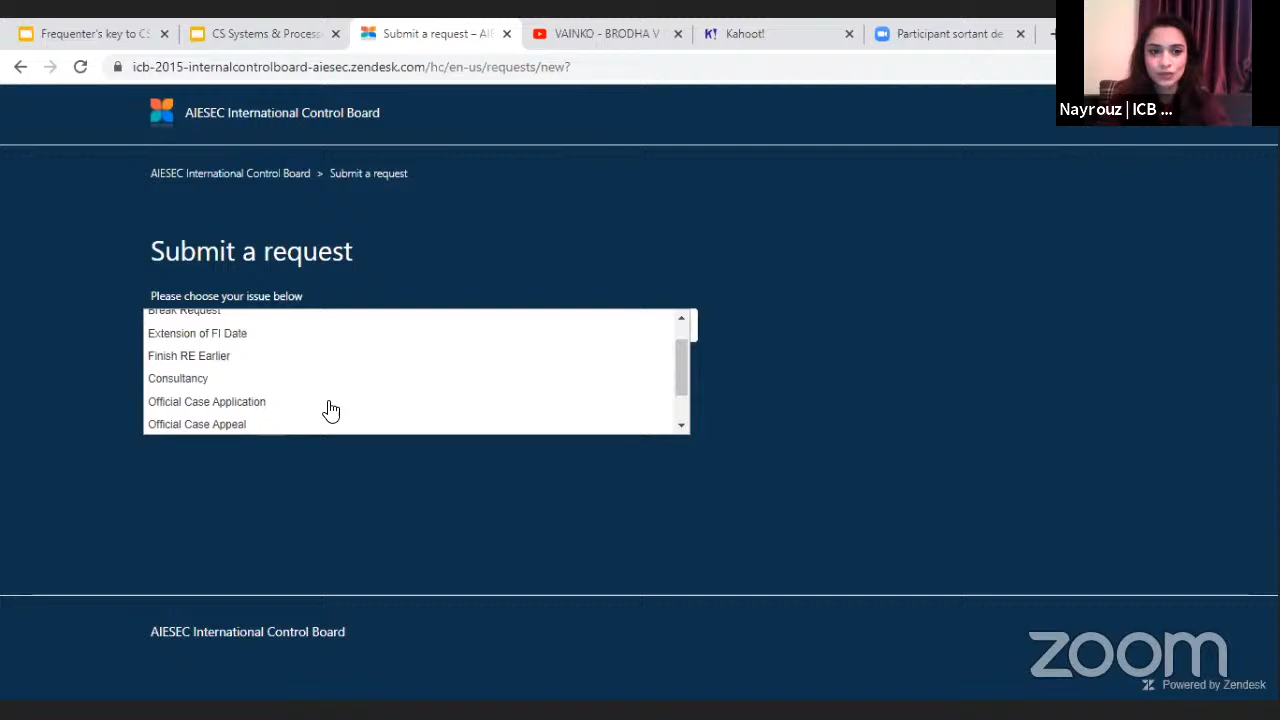 Frequenter's key to CS
CS Systems & Process
Submit a request – AIE
VAINKO - BRODHA V
Kahoot!
Participant sortant de
icb-2015-internalcontrolboard-aiesec.zendesk.com/hc/en-us/requests/new?
Nayrouz | ICB ...
AIESEC International Control Board
AIESEC International Control Board > Submit a request
Submit a request
Please choose your issue below
Break Request
Extension of FI Date
Finish RE Earlier
Consultancy
Official Case Application
Official Case Appeal
AIESEC International Control Board
zoom
Powered by Zendesk